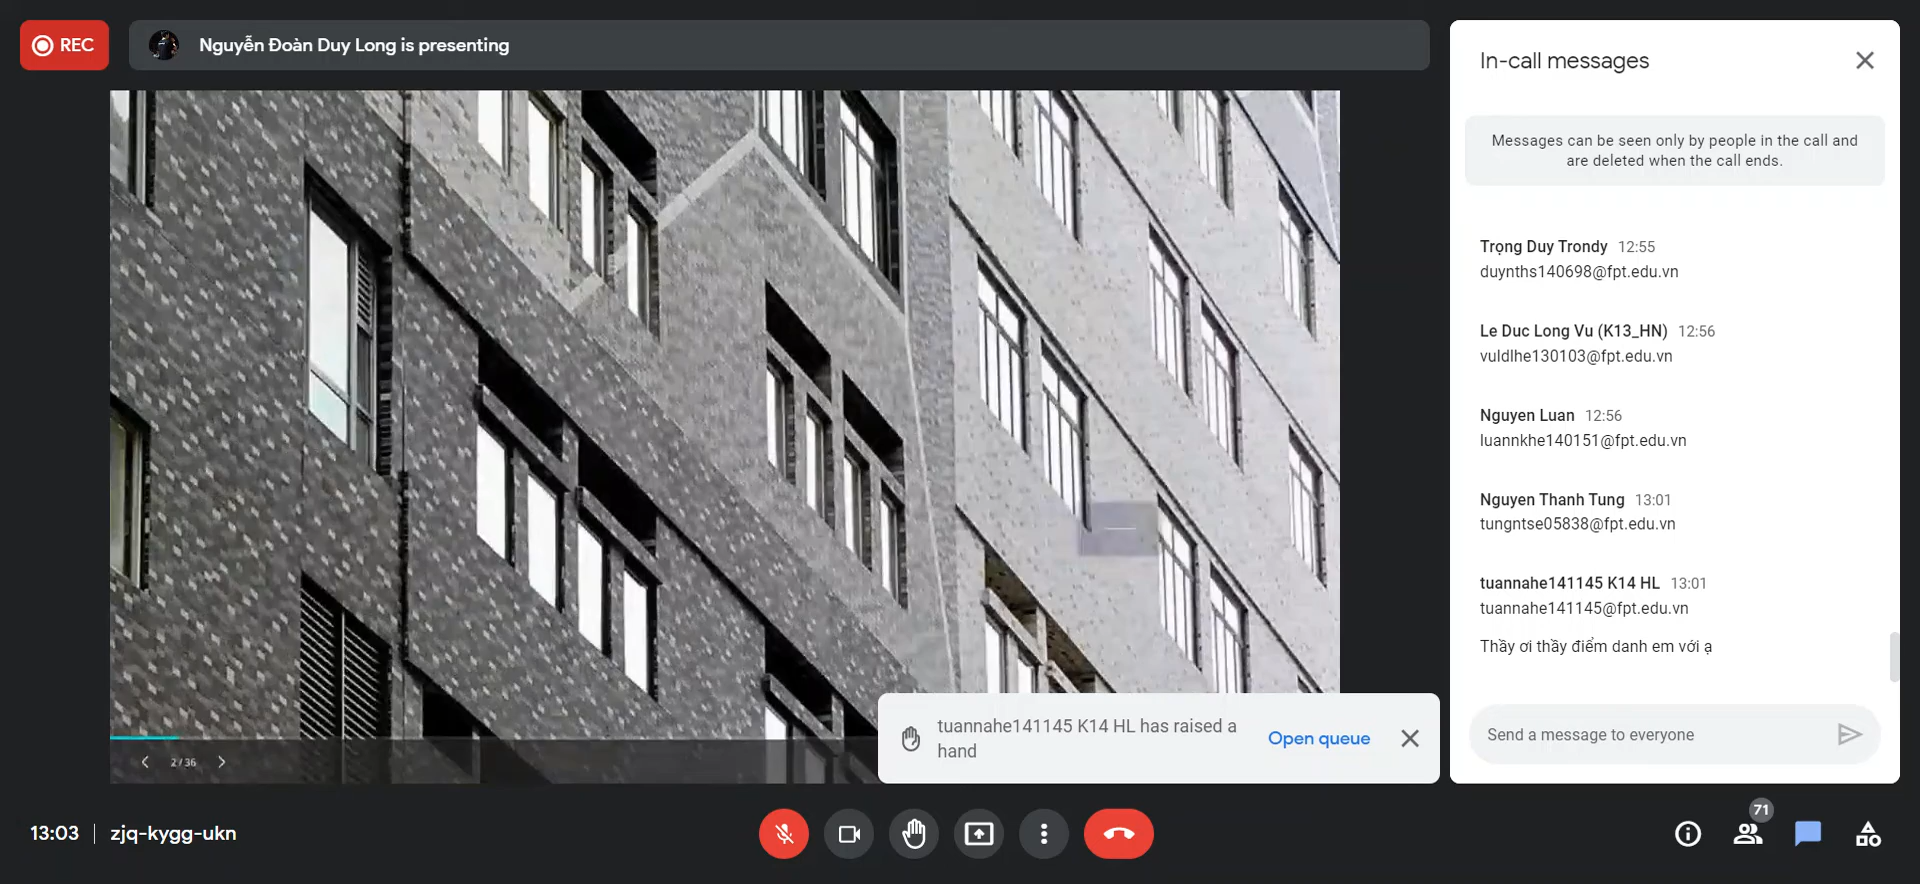 REC
Nguyễn Đoàn Duy Long is presenting
In-call messages
Messages can be seen only by people in the call and
are deleted when the call ends.
Trọng Duy Trondy 12:55
duynths140698@fpt.edu.vn
Le Duc Long Vu (K13_HN) 12:56
vuldlhe130103@fpt.edu.vn
Nguyen Luan 12:56
luannkhe140151@fpt.edu.vn
Nguyen Thanh Tung 13:01
tungntse05838@fpt.edu.vn
tuannahe141145 K14 HL 13:01
tuannahe141145@fpt.edu.vn
Thầy ơi thầy điểm danh em với ạ
Send a message to everyone
tuannahe141145 K14 HL has raised a
hand
Open queue
2 / 36
13:03 | zjq-kygg-ukn
71